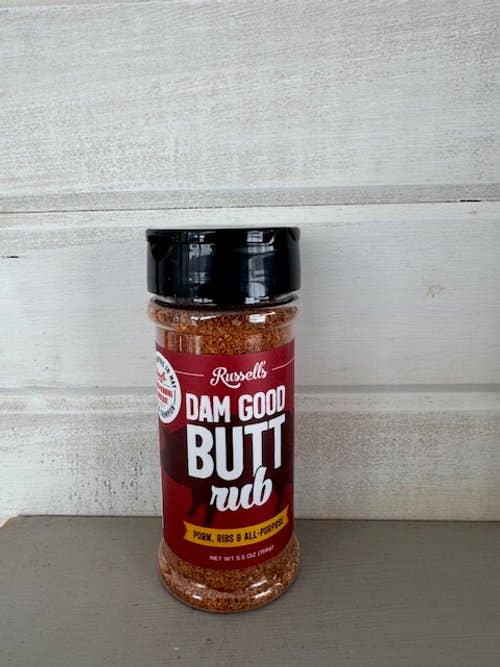 Russell's
DAM GOOD
BUTT
rub
PORK, RIBS & ALL-PURPOSE
NET WT 5.5 OZ (156g)